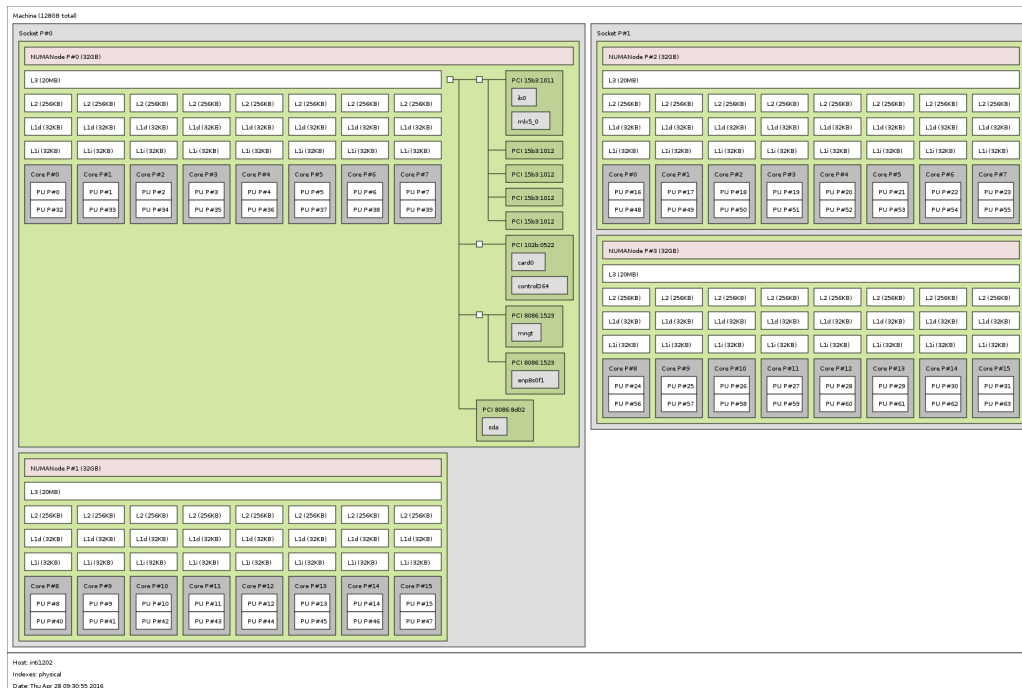 Machine (128GB total)
Socket P#0
NUMANode P#0 (32GB)
L3 (20MB)
L2 (256KB) L2 (256KB) L2 (256KB) L2 (256KB) L2 (256KB) L2 (256KB) L2 (256KB) L2 (256KB)
L1d (32KB) L1d (32KB) L1d (32KB) L1d (32KB) L1d (32KB) L1d (32KB) L1d (32KB) L1d (32KB)
L1i (32KB) L1i (32KB) L1i (32KB) L1i (32KB) L1i (32KB) L1i (32KB) L1i (32KB) L1i (32KB)
Core P#0 Core P#1 Core P#2 Core P#3 Core P#4 Core P#5 Core P#6 Core P#7
PU P#0 PU P#1 PU P#2 PU P#3 PU P#4 PU P#5 PU P#6 PU P#7
PU P#32 PU P#33 PU P#34 PU P#35 PU P#36 PU P#37 PU P#38 PU P#39
PCI 15b3:1011
ib0
mlx5_0
PCI 15b3:1012
PCI 15b3:1012
PCI 15b3:1012
PCI 15b3:1012
PCI 102b:0522
card0
controlD64
PCI 8086:1523
mngt
PCI 8086:1523
enp8s0f1
PCI 8086:8d02
sda
NUMANode P#1 (32GB)
L3 (20MB)
L2 (256KB) L2 (256KB) L2 (256KB) L2 (256KB) L2 (256KB) L2 (256KB) L2 (256KB) L2 (256KB)
L1d (32KB) L1d (32KB) L1d (32KB) L1d (32KB) L1d (32KB) L1d (32KB) L1d (32KB) L1d (32KB)
L1i (32KB) L1i (32KB) L1i (32KB) L1i (32KB) L1i (32KB) L1i (32KB) L1i (32KB) L1i (32KB)
Core P#8 Core P#9 Core P#10 Core P#11 Core P#12 Core P#13 Core P#14 Core P#15
PU P#8 PU P#9 PU P#10 PU P#11 PU P#12 PU P#13 PU P#14 PU P#15
PU P#40 PU P#41 PU P#42 PU P#43 PU P#44 PU P#45 PU P#46 PU P#47
Socket P#1
NUMANode P#2 (32GB)
L3 (20MB)
L2 (256KB) L2 (256KB) L2 (256KB) L2 (256KB) L2 (256KB) L2 (256KB) L2 (256KB) L2 (256KB)
L1d (32KB) L1d (32KB) L1d (32KB) L1d (32KB) L1d (32KB) L1d (32KB) L1d (32KB) L1d (32KB)
L1i (32KB) L1i (32KB) L1i (32KB) L1i (32KB) L1i (32KB) L1i (32KB) L1i (32KB) L1i (32KB)
Core P#0 Core P#1 Core P#2 Core P#3 Core P#4 Core P#5 Core P#6 Core P#7
PU P#16 PU P#17 PU P#18 PU P#19 PU P#20 PU P#21 PU P#22 PU P#23
PU P#48 PU P#49 PU P#50 PU P#51 PU P#52 PU P#53 PU P#54 PU P#55
NUMANode P#3 (32GB)
L3 (20MB)
L2 (256KB) L2 (256KB) L2 (256KB) L2 (256KB) L2 (256KB) L2 (256KB) L2 (256KB) L2 (256KB)
L1d (32KB) L1d (32KB) L1d (32KB) L1d (32KB) L1d (32KB) L1d (32KB) L1d (32KB) L1d (32KB)
L1i (32KB) L1i (32KB) L1i (32KB) L1i (32KB) L1i (32KB) L1i (32KB) L1i (32KB) L1i (32KB)
Core P#8 Core P#9 Core P#10 Core P#11 Core P#12 Core P#13 Core P#14 Core P#15
PU P#24 PU P#25 PU P#26 PU P#27 PU P#28 PU P#29 PU P#30 PU P#31
PU P#56 PU P#57 PU P#58 PU P#59 PU P#60 PU P#61 PU P#62 PU P#63
Host: inti1202
Indexes: physical
Date: Thu Apr 28 09:30:55 2016